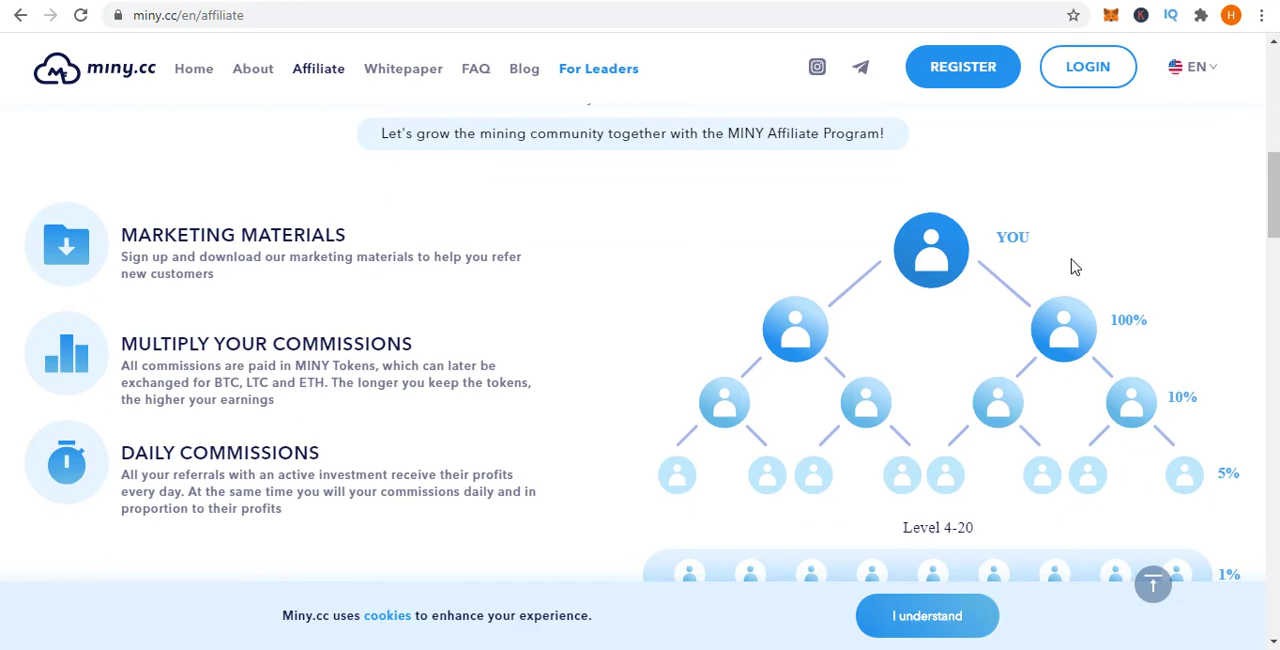 miny.cc/en/affiliate
IQ
H
miny.cc
Home
About
Affiliate
Whitepaper
FAQ
Blog
For Leaders
REGISTER
LOGIN
EN
Let's grow the mining community together with the MINY Affiliate Program!
MARKETING MATERIALS
Sign up and download our marketing materials to help you refer
new customers
MULTIPLY YOUR COMMISSIONS
All commissions are paid in MINY Tokens, which can later be
exchanged for BTC, LTC and ETH. The longer you keep the tokens,
the higher your earnings
DAILY COMMISSIONS
All your referrals with an active investment receive their profits
every day. At the same time you will your commissions daily and in
proportion to their profits
YOU
100%
10%
5%
Level 4-20
1%
Miny.cc uses cookies to enhance your experience.
I understand